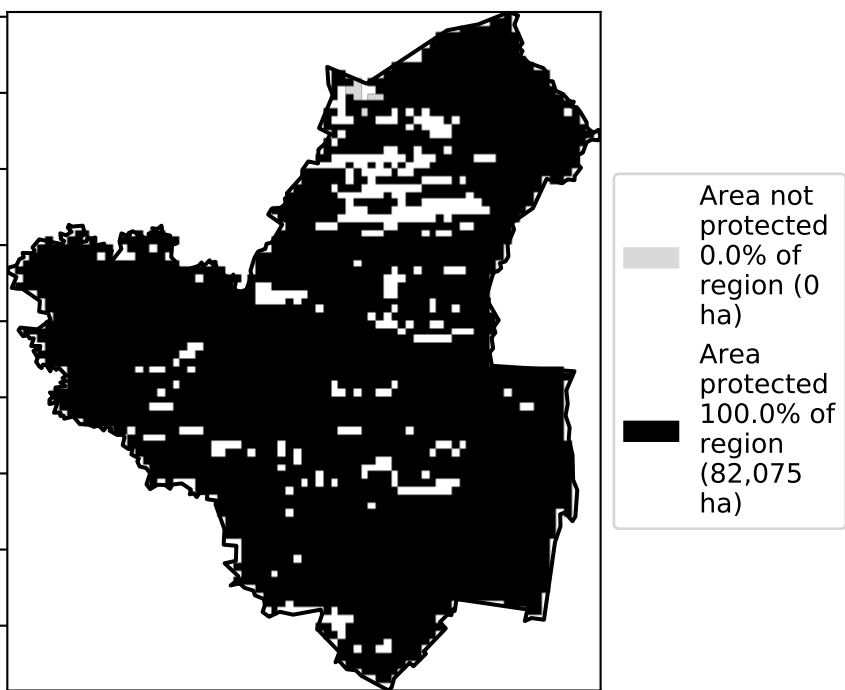 Area not
protected
0.0% of
region (0
ha)
Area
protected
100.0% of
region
(82,075
ha)